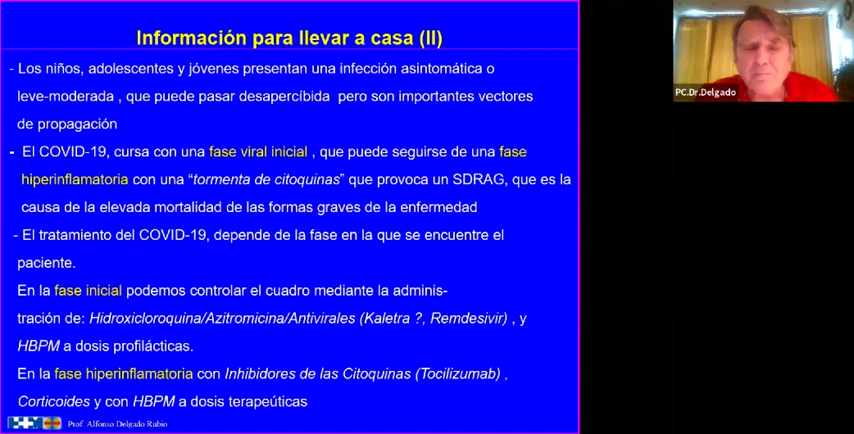 Información para llevar a casa (II)
- Los niños, adolescentes y jóvenes presentan una infección asintomática o
leve-moderada , que puede pasar desapercíbida pero son importantes vectores
de propagación
- El COVID-19, cursa con una fase viral inicial , que puede seguirse de una fase
hiperinflamatoria con una “tormenta de citoquinas” que provoca un SDRAG, que es la
causa de la elevada mortalidad de las formas graves de la enfermedad
- El tratamiento del COVID-19, depende de la fase en la que se encuentre el
paciente.
En la fase inicial podemos controlar el cuadro mediante la adminis-
tración de: Hidroxicloroquina/Azitromicina/Antivirales (Kaletra ?, Remdesivir) , y
HBPM a dosis profilácticas.
En la fase hiperinflamatoria con Inhibidores de las Citoquinas (Tocilizumab) ,
Corticoides y con HBPM a dosis terapeúticas
Prof. Alfonso Delgado Rubio
PC.Dr.Delgado